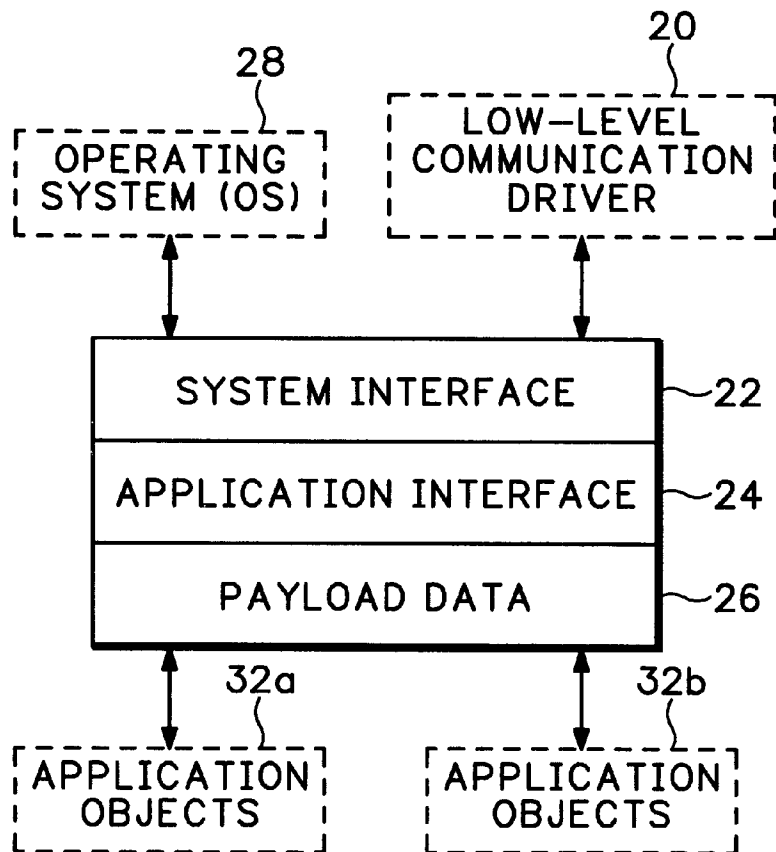 28
20
OPERATING
SYSTEM (OS)
LOW-LEVEL
COMMUNICATION
DRIVER
SYSTEM INTERFACE
22
APPLICATION INTERFACE
24
PAYLOAD DATA
26
32a
32b
APPLICATION
OBJECTS
APPLICATION
OBJECTS